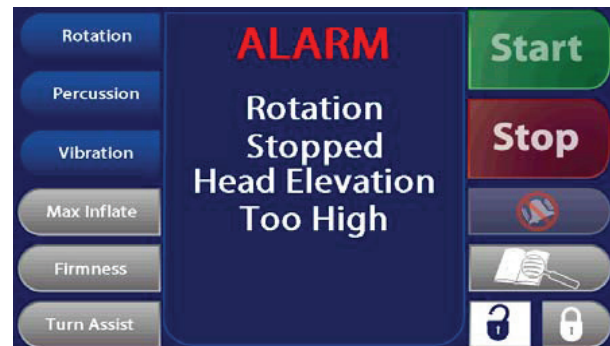 Rotation
Percussion
Vibration
Max Inflate
Firmness
Turn Assist
ALARM
Rotation
Stopped
Head Elevation
Too High
Start
Stop